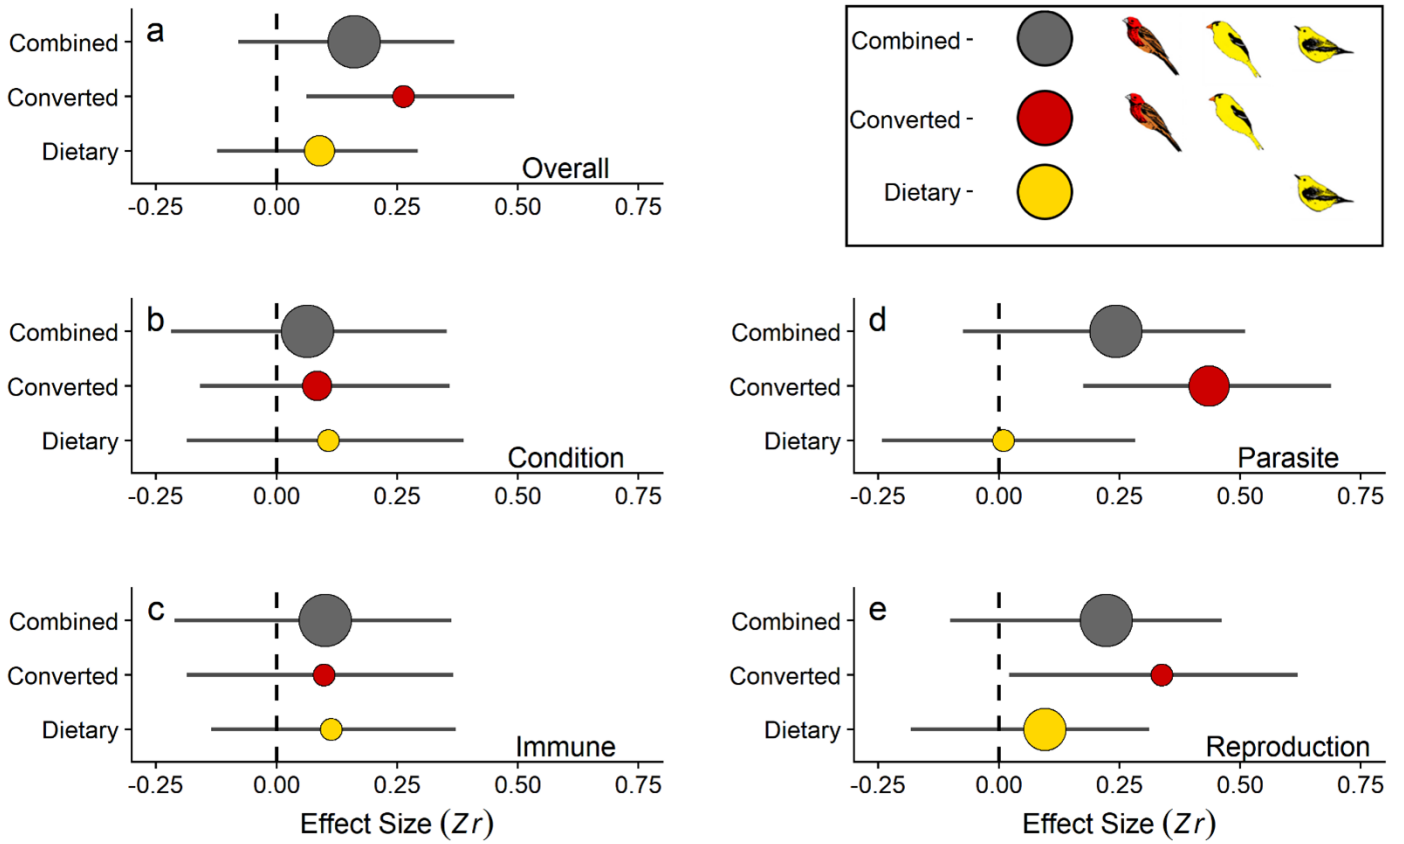 a
Combined
Converted
Dietary
Overall
-0.25 0.00 0.25 0.50 0.75
Combined -
Converted -
Dietary -
b
Combined
Converted
Dietary
Condition
-0.25 0.00 0.25 0.50 0.75
d
Combined
Converted
Dietary
Parasite
-0.25 0.00 0.25 0.50 0.75
c
Combined
Converted
Dietary
Immune
-0.25 0.00 0.25 0.50 0.75
Effect Size (Zr)
e
Combined
Converted
Dietary
Reproduction
-0.25 0.00 0.25 0.50 0.75
Effect Size (Zr)